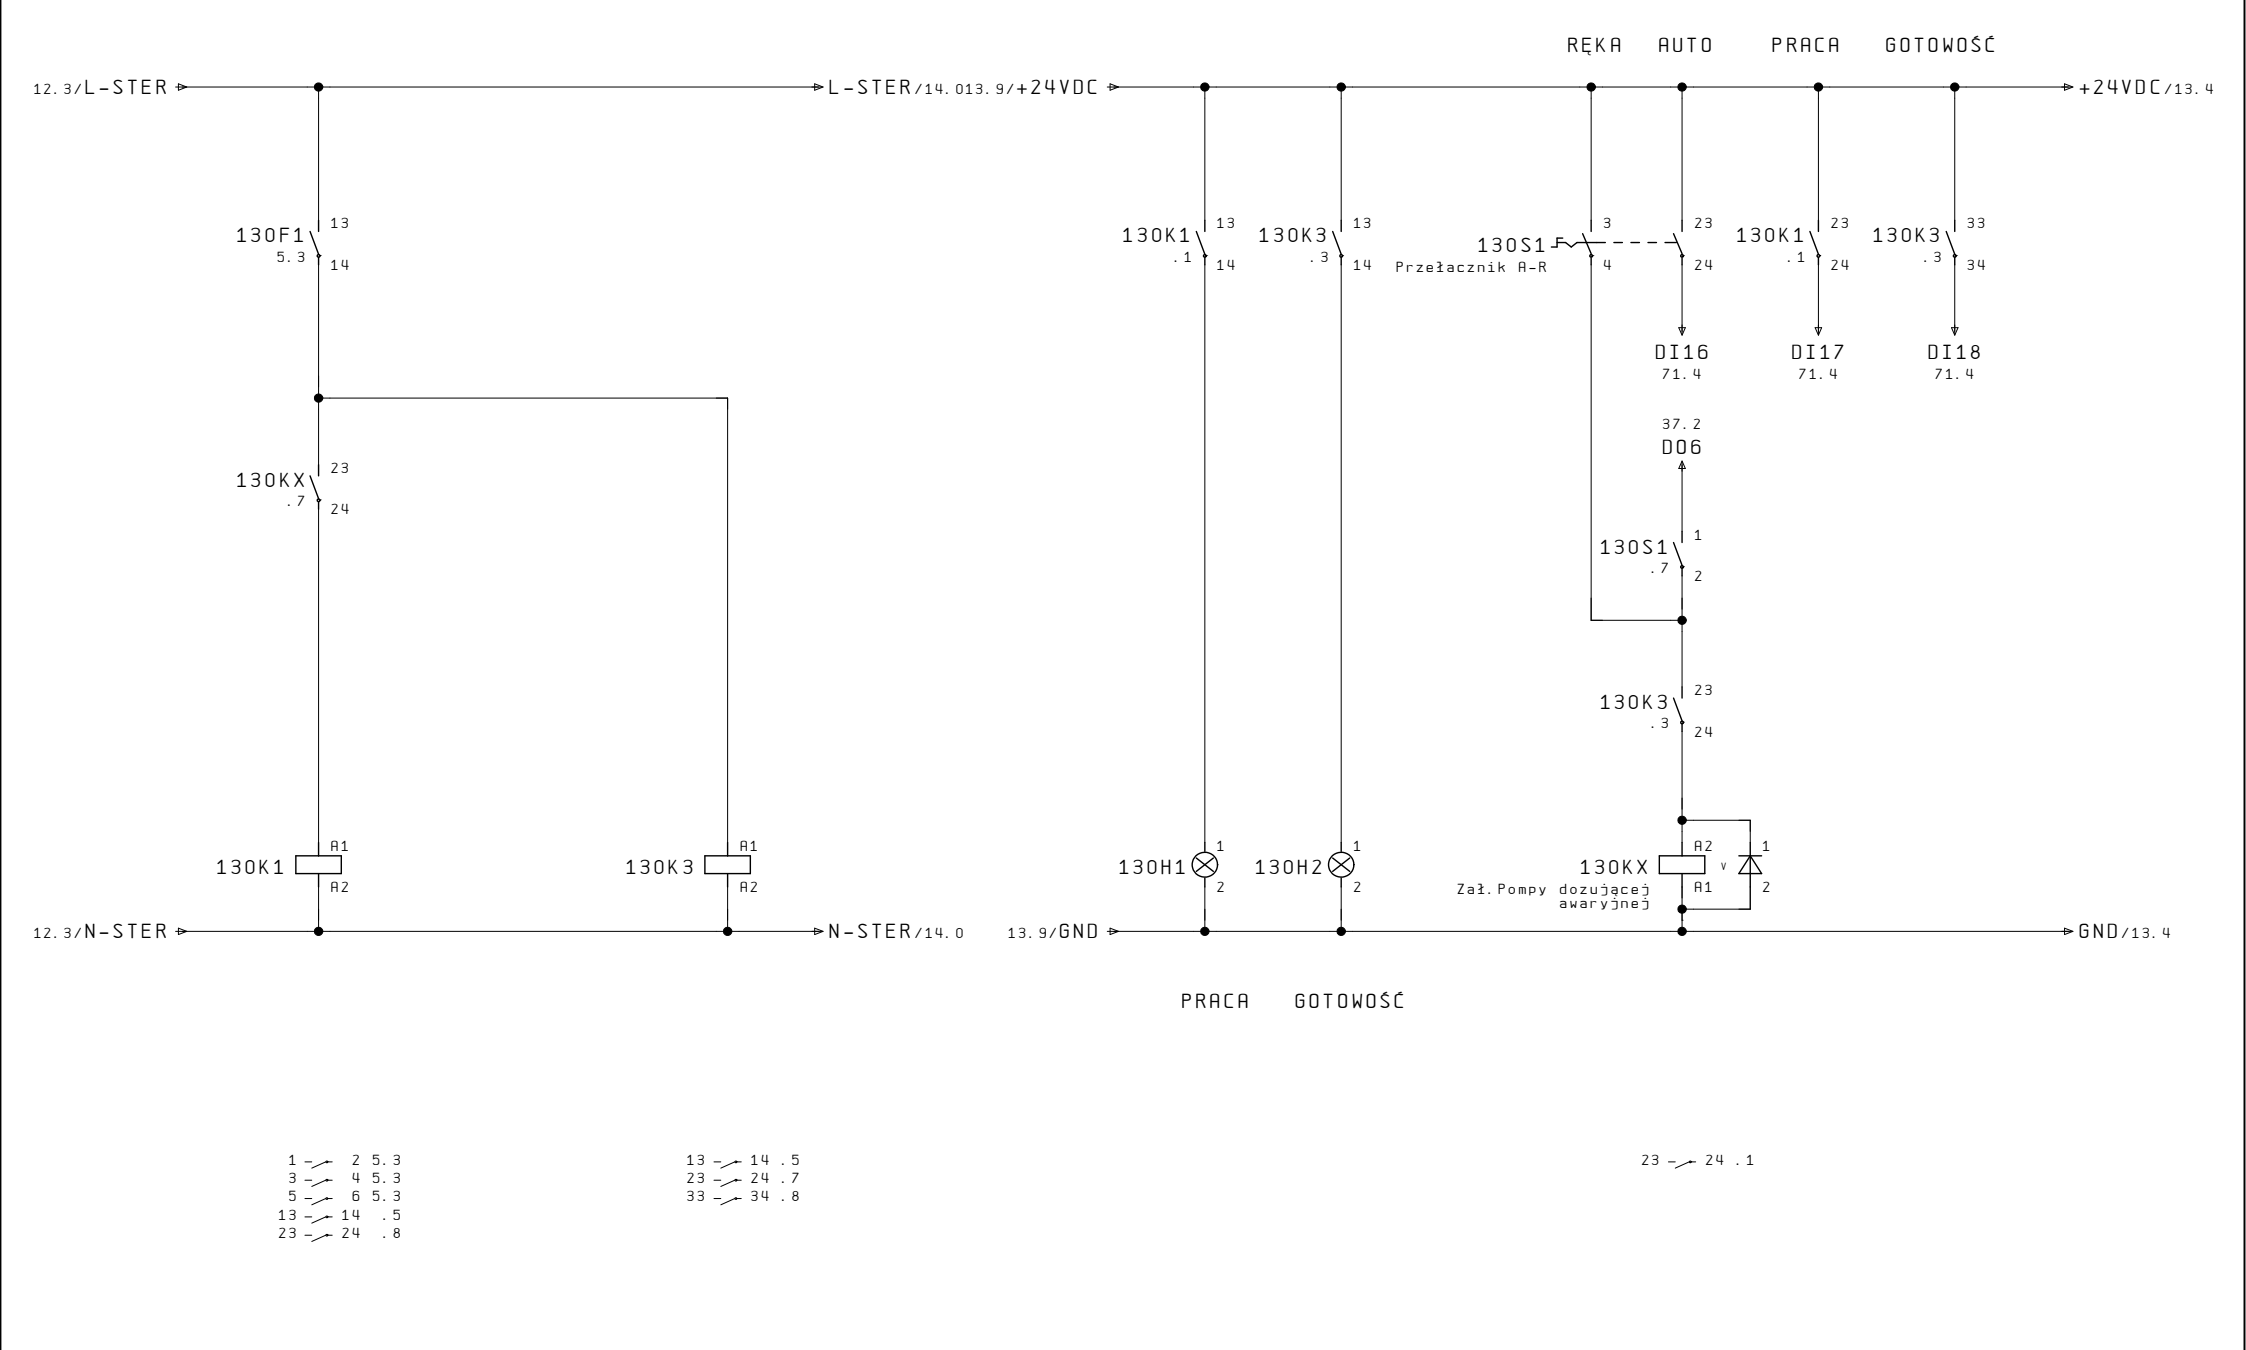 RĘKA AUTO PRACA GOTOWOŚĆ
12.3/L-STER L-STER/14.0 13.9/+24VDC +24VDC/13.4
13 13 13 3 23 23 33
130F1 130K1 130K3 130S1 130K1 130K3
5.3 .1 .3 Przełacznik A-R .1 .3
14 14 14 4 24 24 34
DI16 DI17 DI18
71.4 71.4 71.4
37.2
DO6
23
130KX
.7
24
1
130S1
.7
2
23
130K3
.3
24
A1 A1 1 1 A2 1
130K1 130K3 130H1 130H2 130KX V
A2 A2 2 2 A1 2
Zał.Pompy dozującej
awaryjnej
12.3/N-STER N-STER/14.0 13.9/GND GND/13.4
PRACA GOTOWOŚĆ
1 2 5.3 13 14 .5 23 24 .1
3 4 5.3 23 24 .7
5 6 5.3 33 34 .8
13 14 .5
23 24 .8